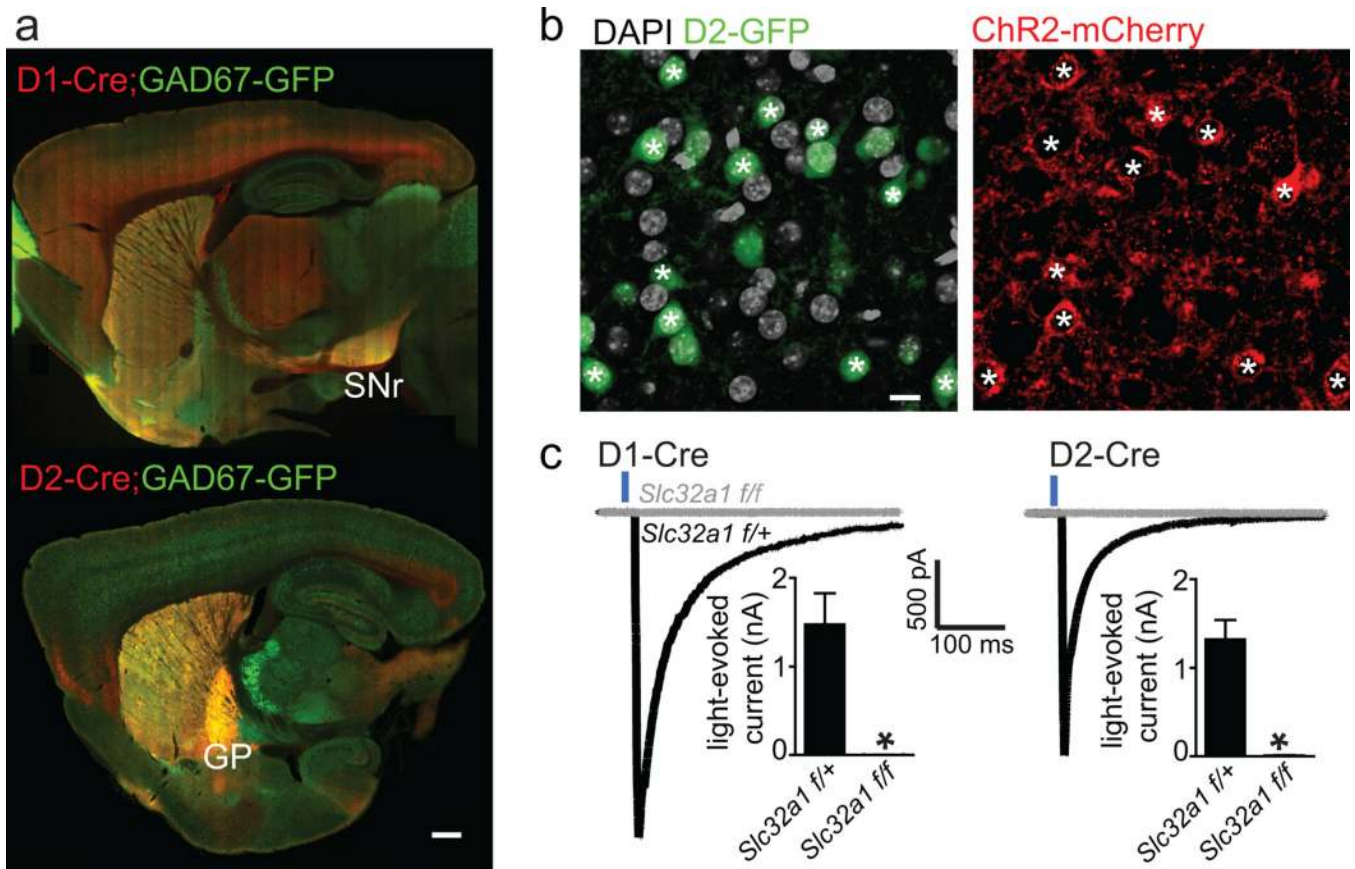 a
D1-Cre;GAD67-GFP
SNr
D2-Cre;GAD67-GFP
GP
b
DAPI D2-GFP
ChR2-mCherry
* * * * * * * * * * *
* * * * * * * * * * * *
c
D1-Cre
Slc32a1 f/f
Slc32a1 f/+
light-evoked
current (nA)
2
1
0
*
Slc32a1 f/+
Slc32a1 f/f
500 pA
100 ms
D2-Cre
light-evoked
current (nA)
2
1
0
*
Slc32a1 f/+
Slc32a1 f/f